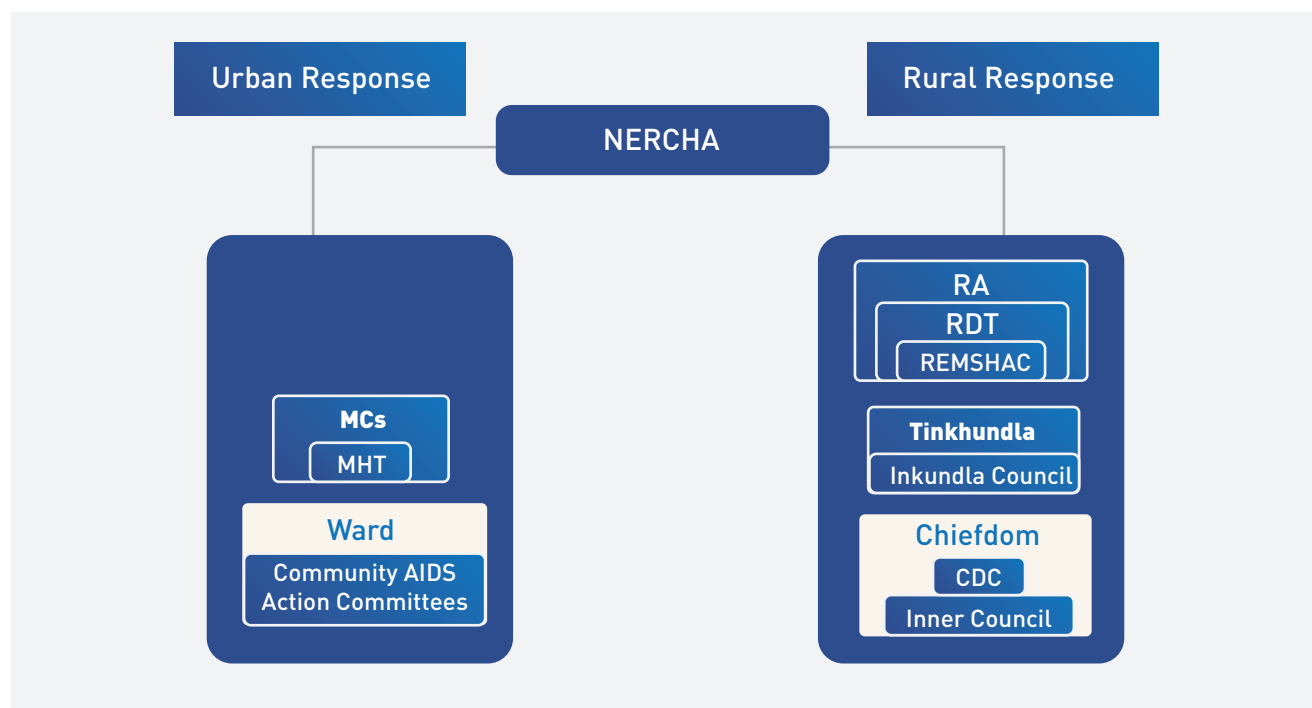 Urban Response
Rural Response
NERCHA
MCs
MHT
Ward
Community AIDS
Action Committees
RA
RDT
REMSHAC
Tinkhundla
Inkundla Council
Chiefdom
CDC
Inner Council